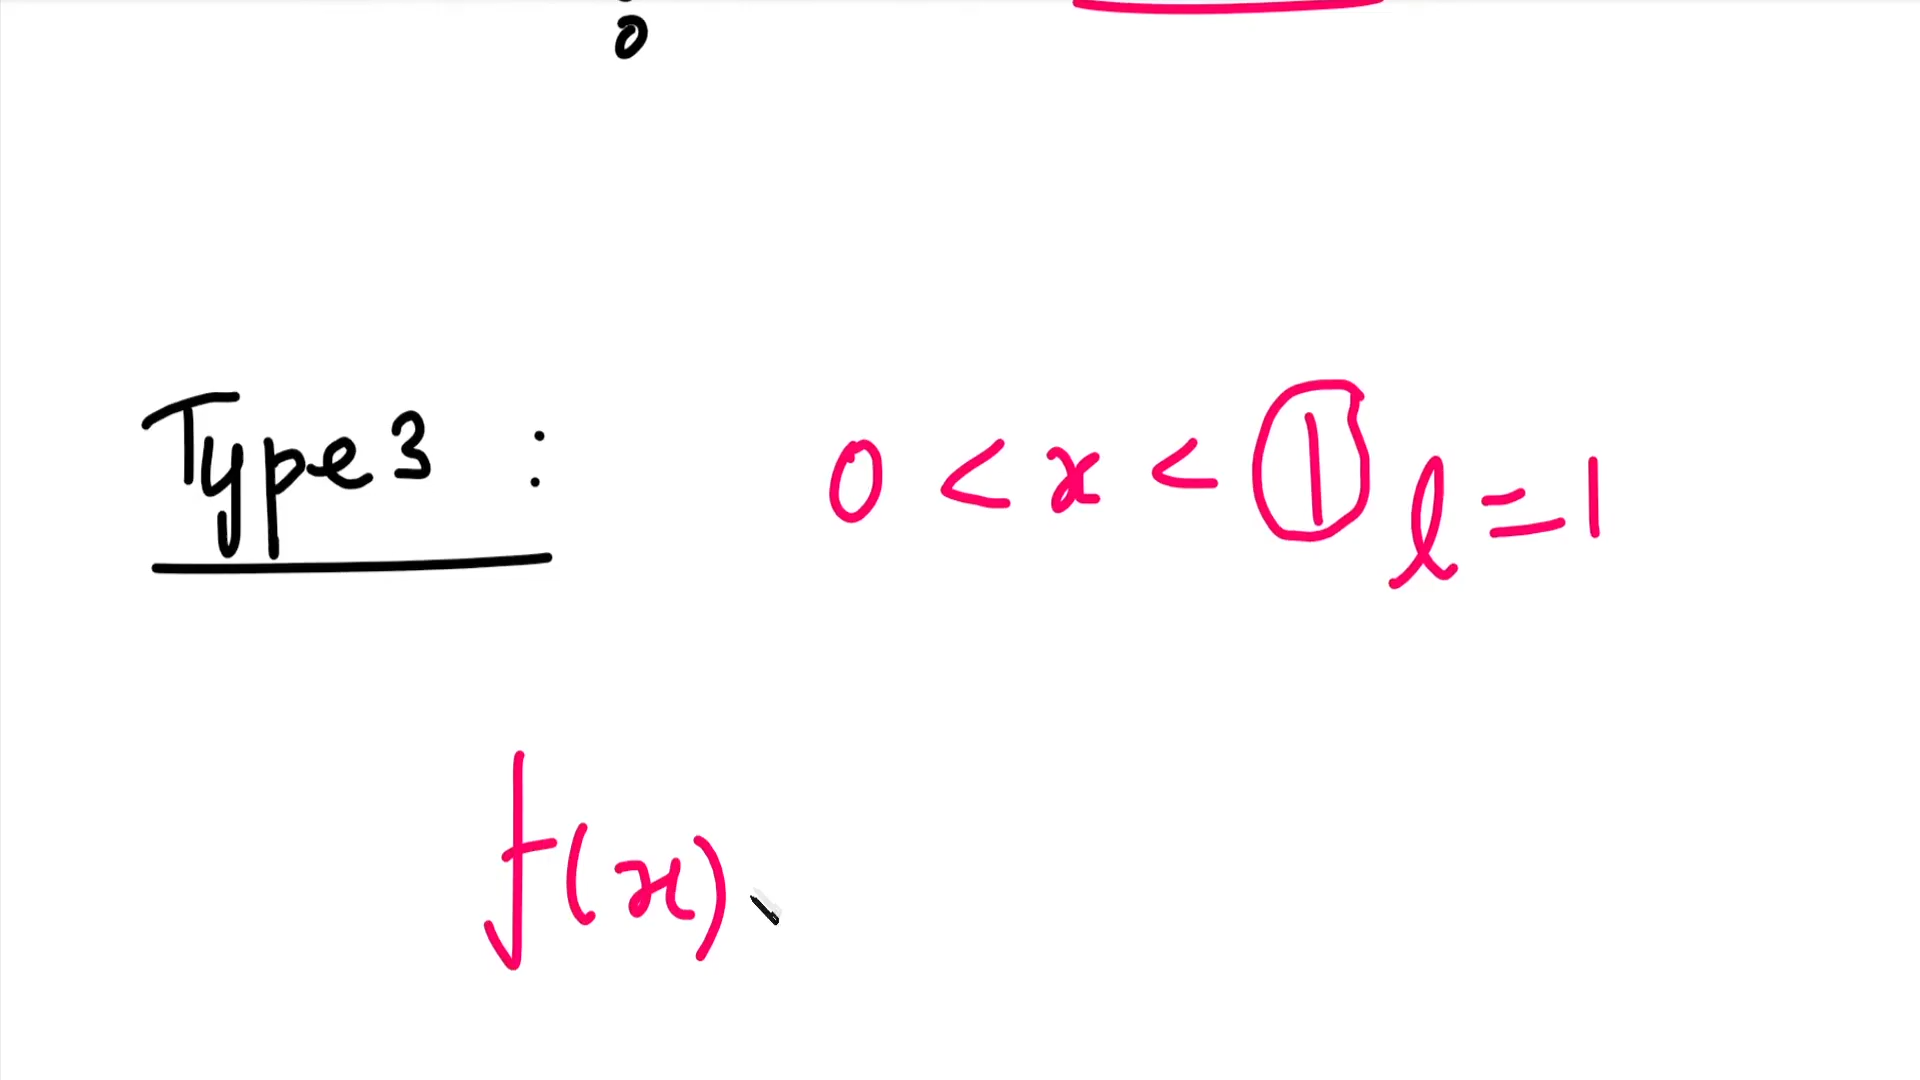 0
Type 3 : 0 < x < 1 l = 1
f(x)